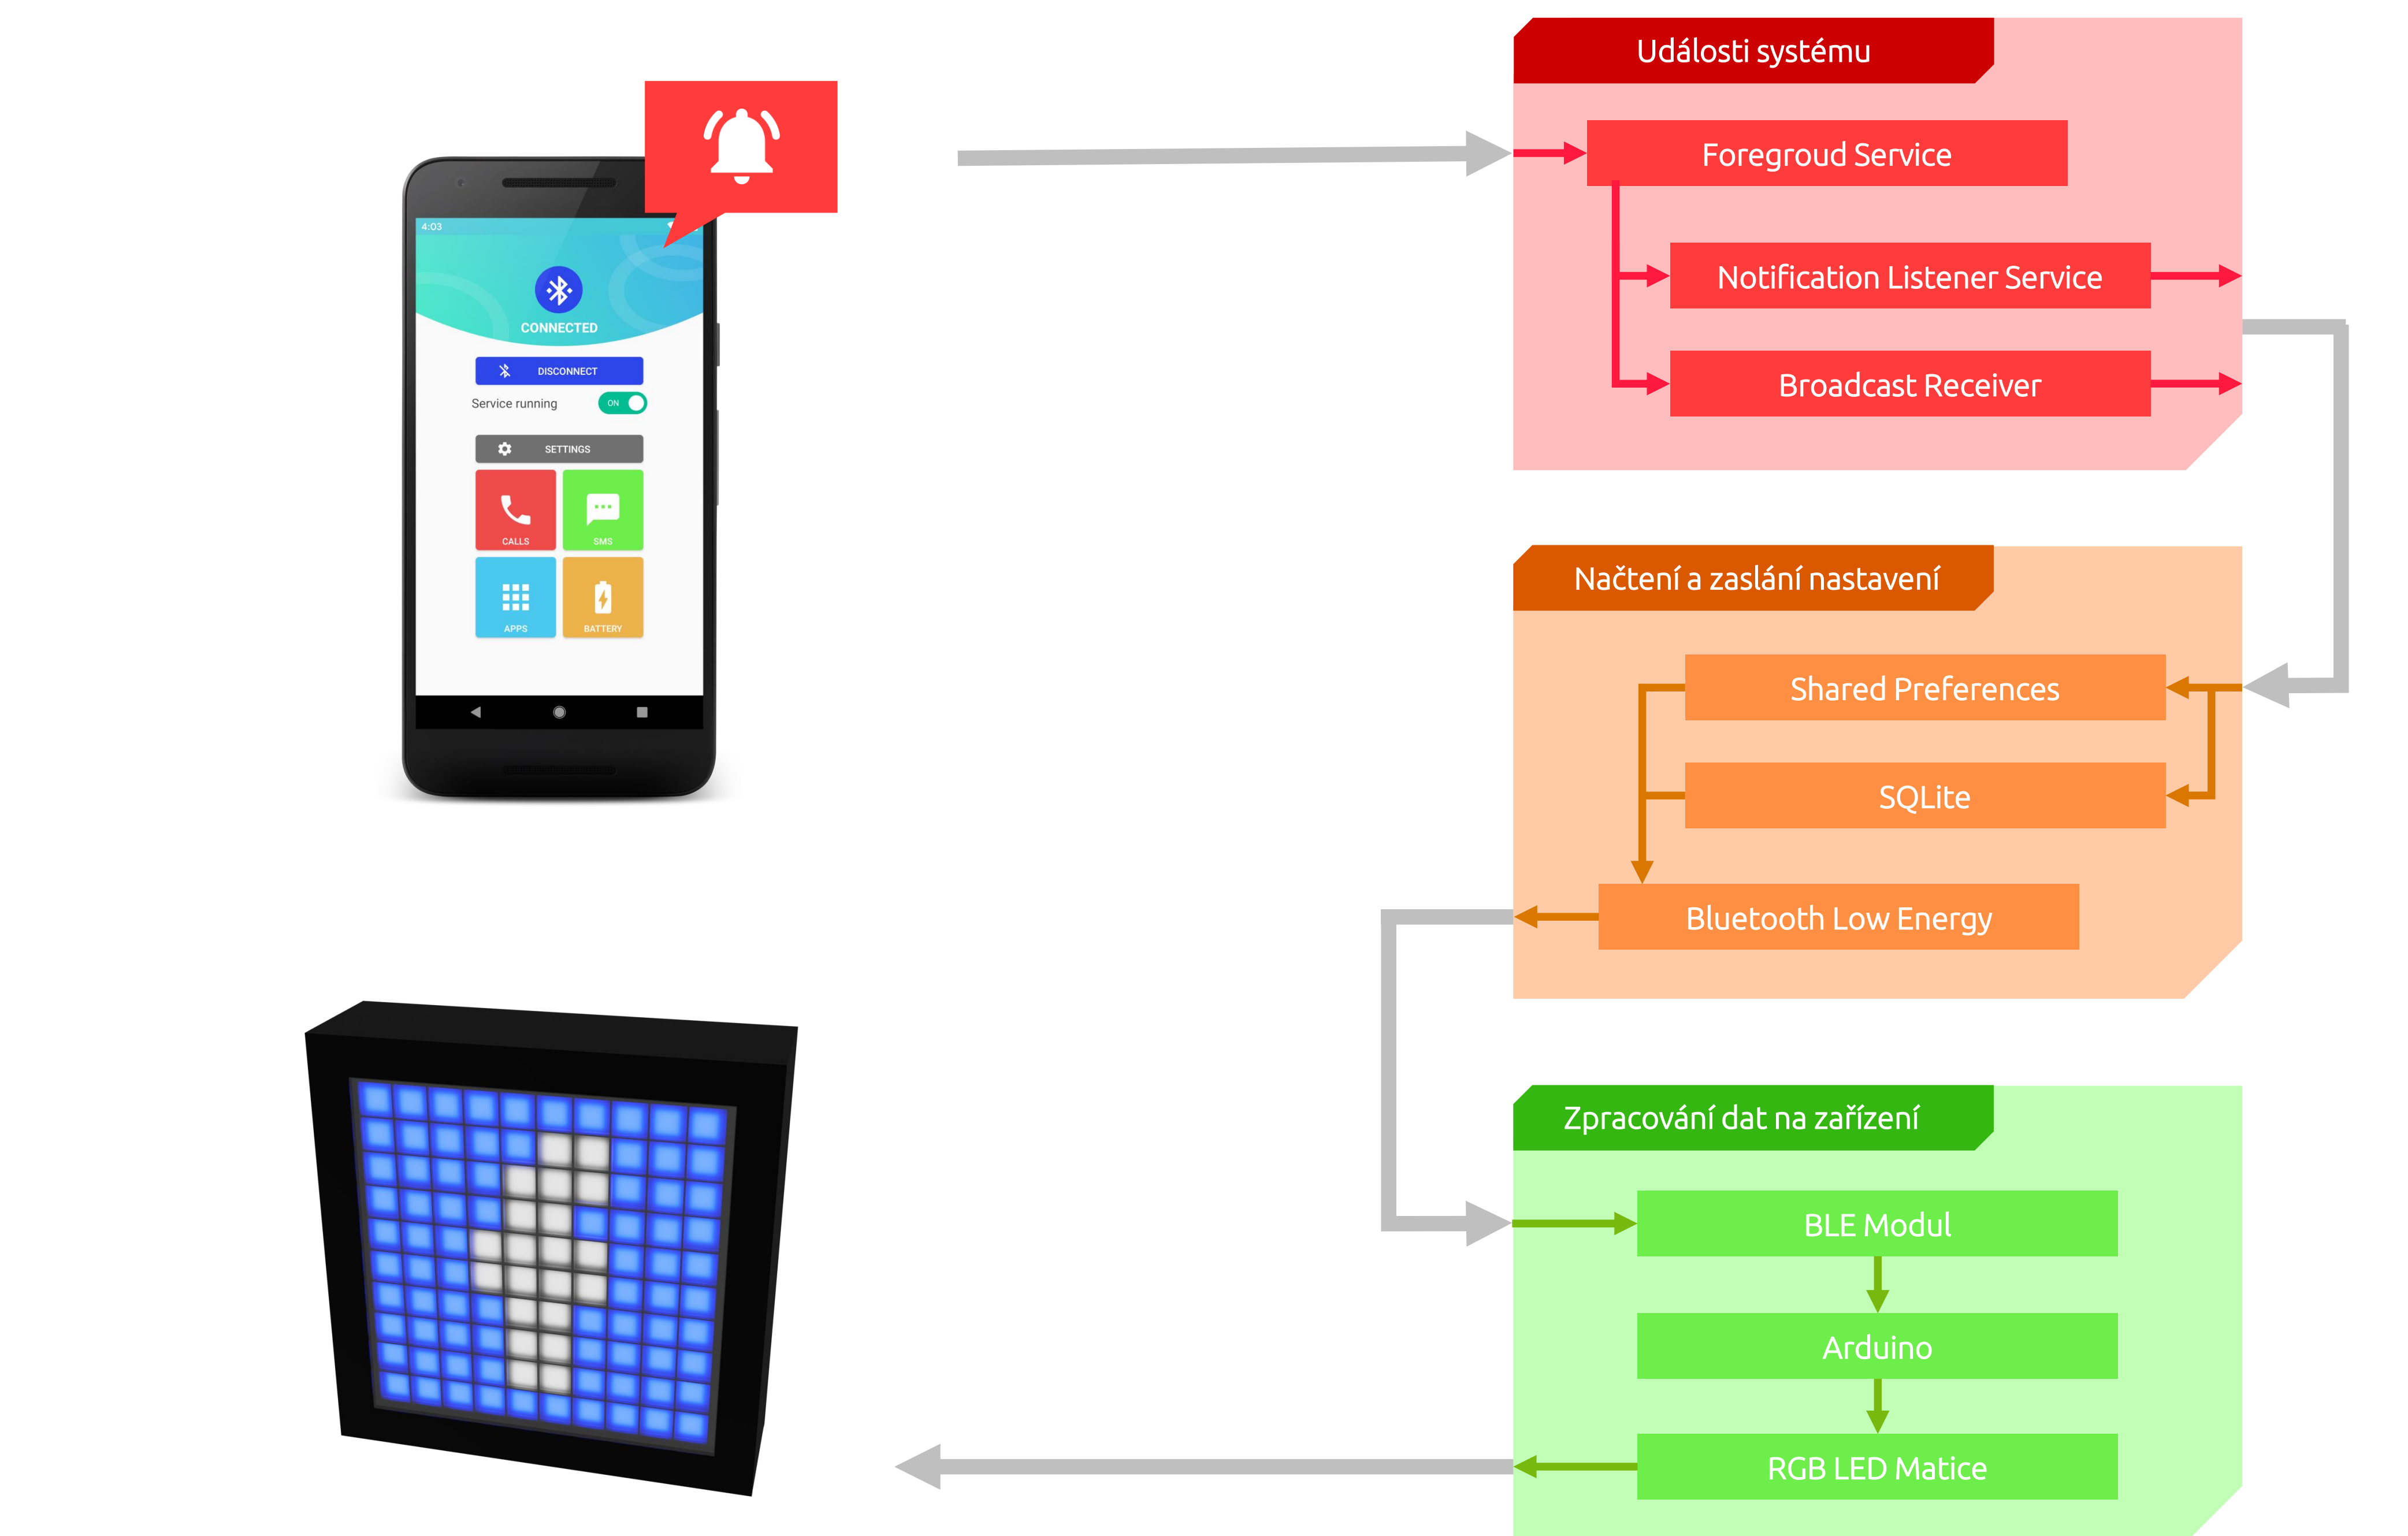 4:03
CONNECTED
DISCONNECT
Service running
ON
SETTINGS
CALLS
SMS
APPS
BATTERY
Události systému
Foregroud Service
Notification Listener Service
Broadcast Receiver
Načtení a zaslání nastavení
Shared Preferences
SQLite
Bluetooth Low Energy
Zpracování dat na zařízení
BLE Modul
Arduino
RGB LED Matice